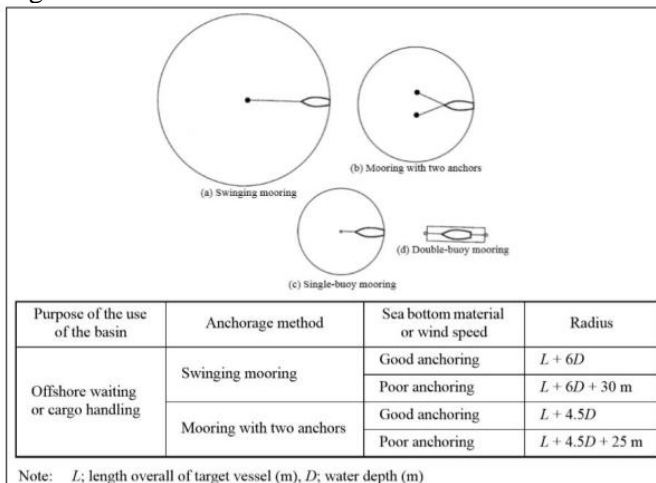 (a) Swinging mooring
(b) Mooring with two anchors
(c) Single-buoy mooring
(d) Double-buoy mooring
Purpose of the use
of the basin
Anchorage method
Sea bottom material
or wind speed
Radius
Offshore waiting
or cargo handling
Swinging mooring
Good anchoring
L + 6D
Poor anchoring
L + 6D + 30 m
Mooring with two anchors
Good anchoring
L + 4.5D
Poor anchoring
L + 4.5D + 25 m
Note: L; length overall of target vessel (m), D; water depth (m)